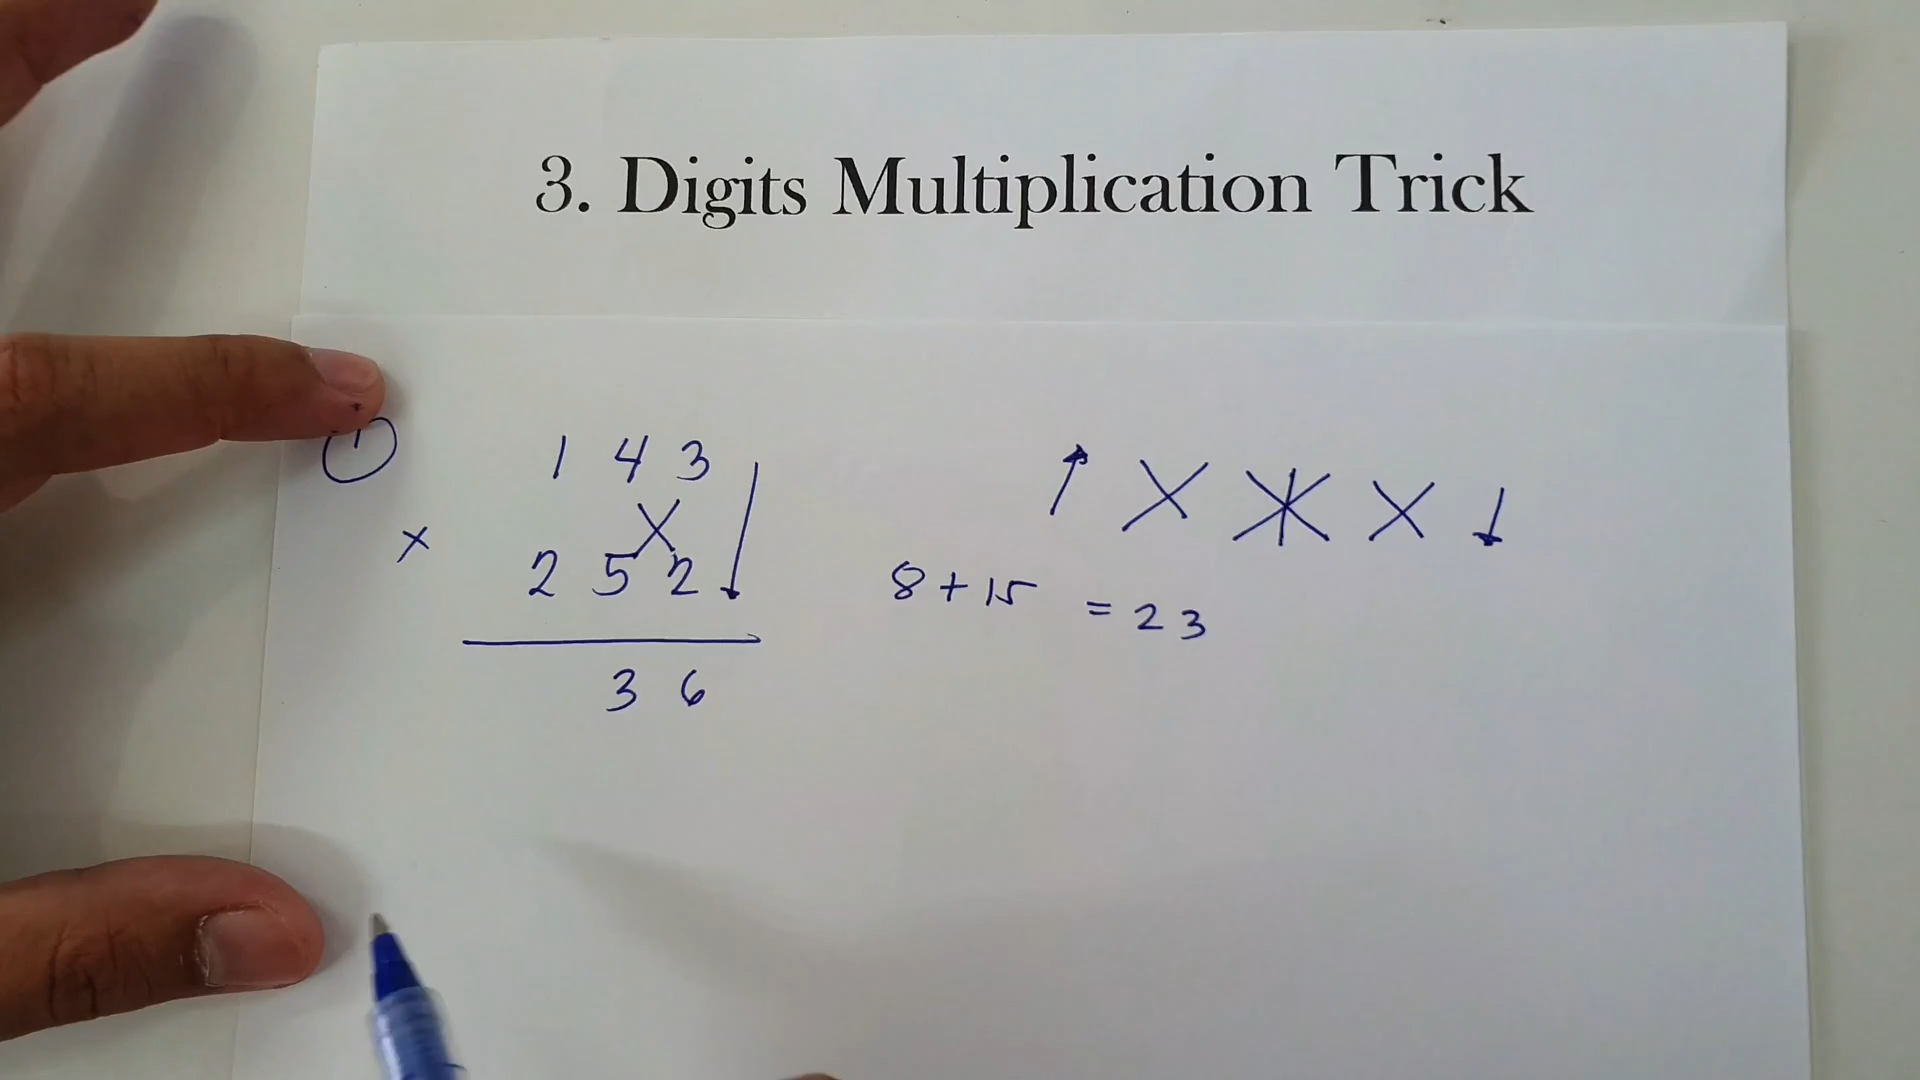 3. Digits Multiplication Trick
1
1 4 3
× 2 5 2
8 + 15 = 23
3 6